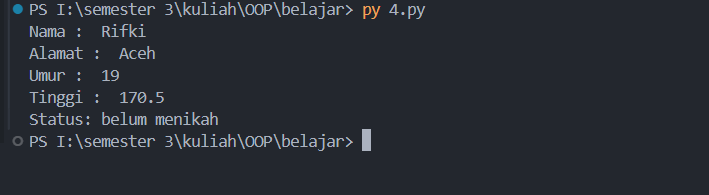 PS I:\semester 3\kuliah\OOP\belajar> py 4.py
Nama :  Rifki
Alamat :  Aceh
Umur :  19
Tinggi :  170.5
Status: belum menikah
PS I:\semester 3\kuliah\OOP\belajar>